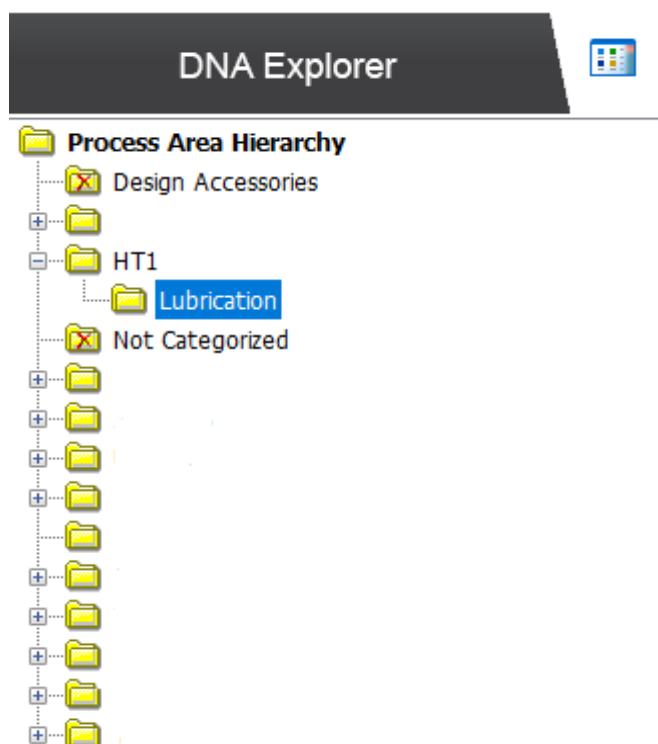 DNA Explorer
Process Area Hierarchy
Design Accessories
HT1
Lubrication
Not Categorized